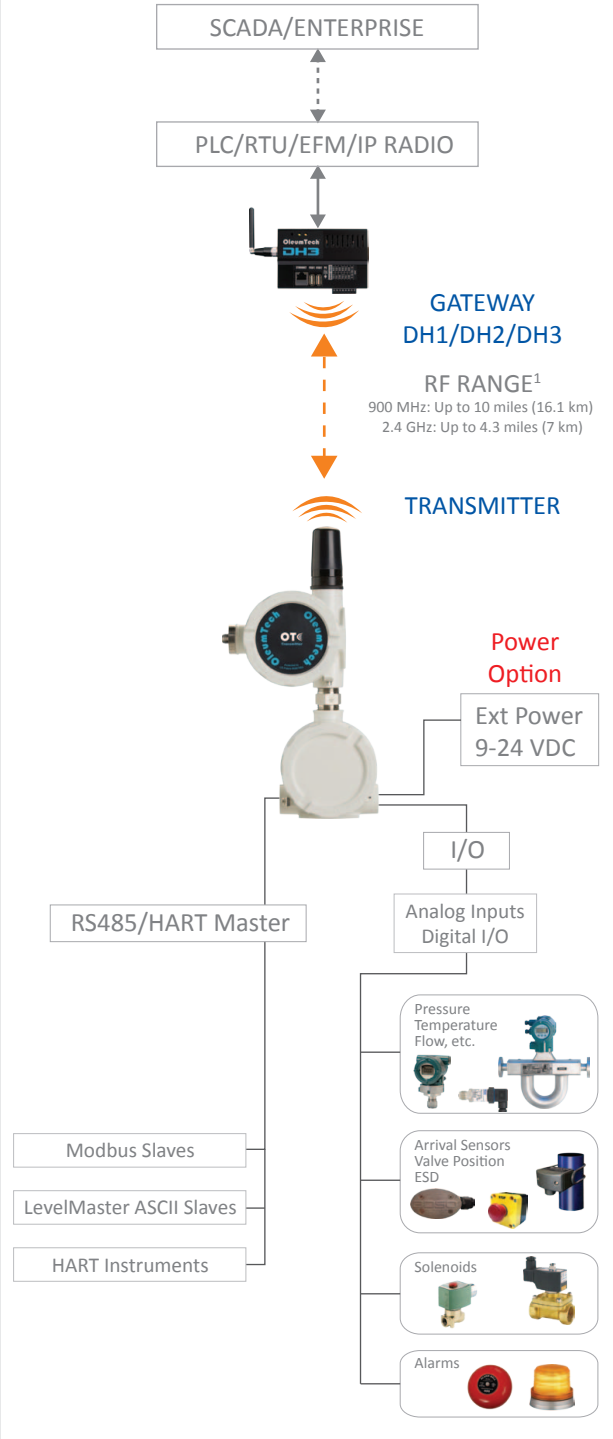 SCADA/ENTERPRISE
PLC/RTU/EFM/IP RADIO
OleumTech
DH3
GATEWAY
DH1/DH2/DH3
RF RANGE1
900 MHz: Up to 10 miles (16.1 km)
2.4 GHz: Up to 4.3 miles (7 km)
TRANSMITTER
OleumTech
OleumTech
OTC
Power
Option
Ext Power
9-24 VDC
I/O
RS485/HART Master
Analog Inputs
Digital I/O
Pressure
Temperature
Flow, etc.
Modbus Slaves
LevelMaster ASCII Slaves
HART Instruments
Arrival Sensors
Valve Position
ESD
Solenoids
Alarms